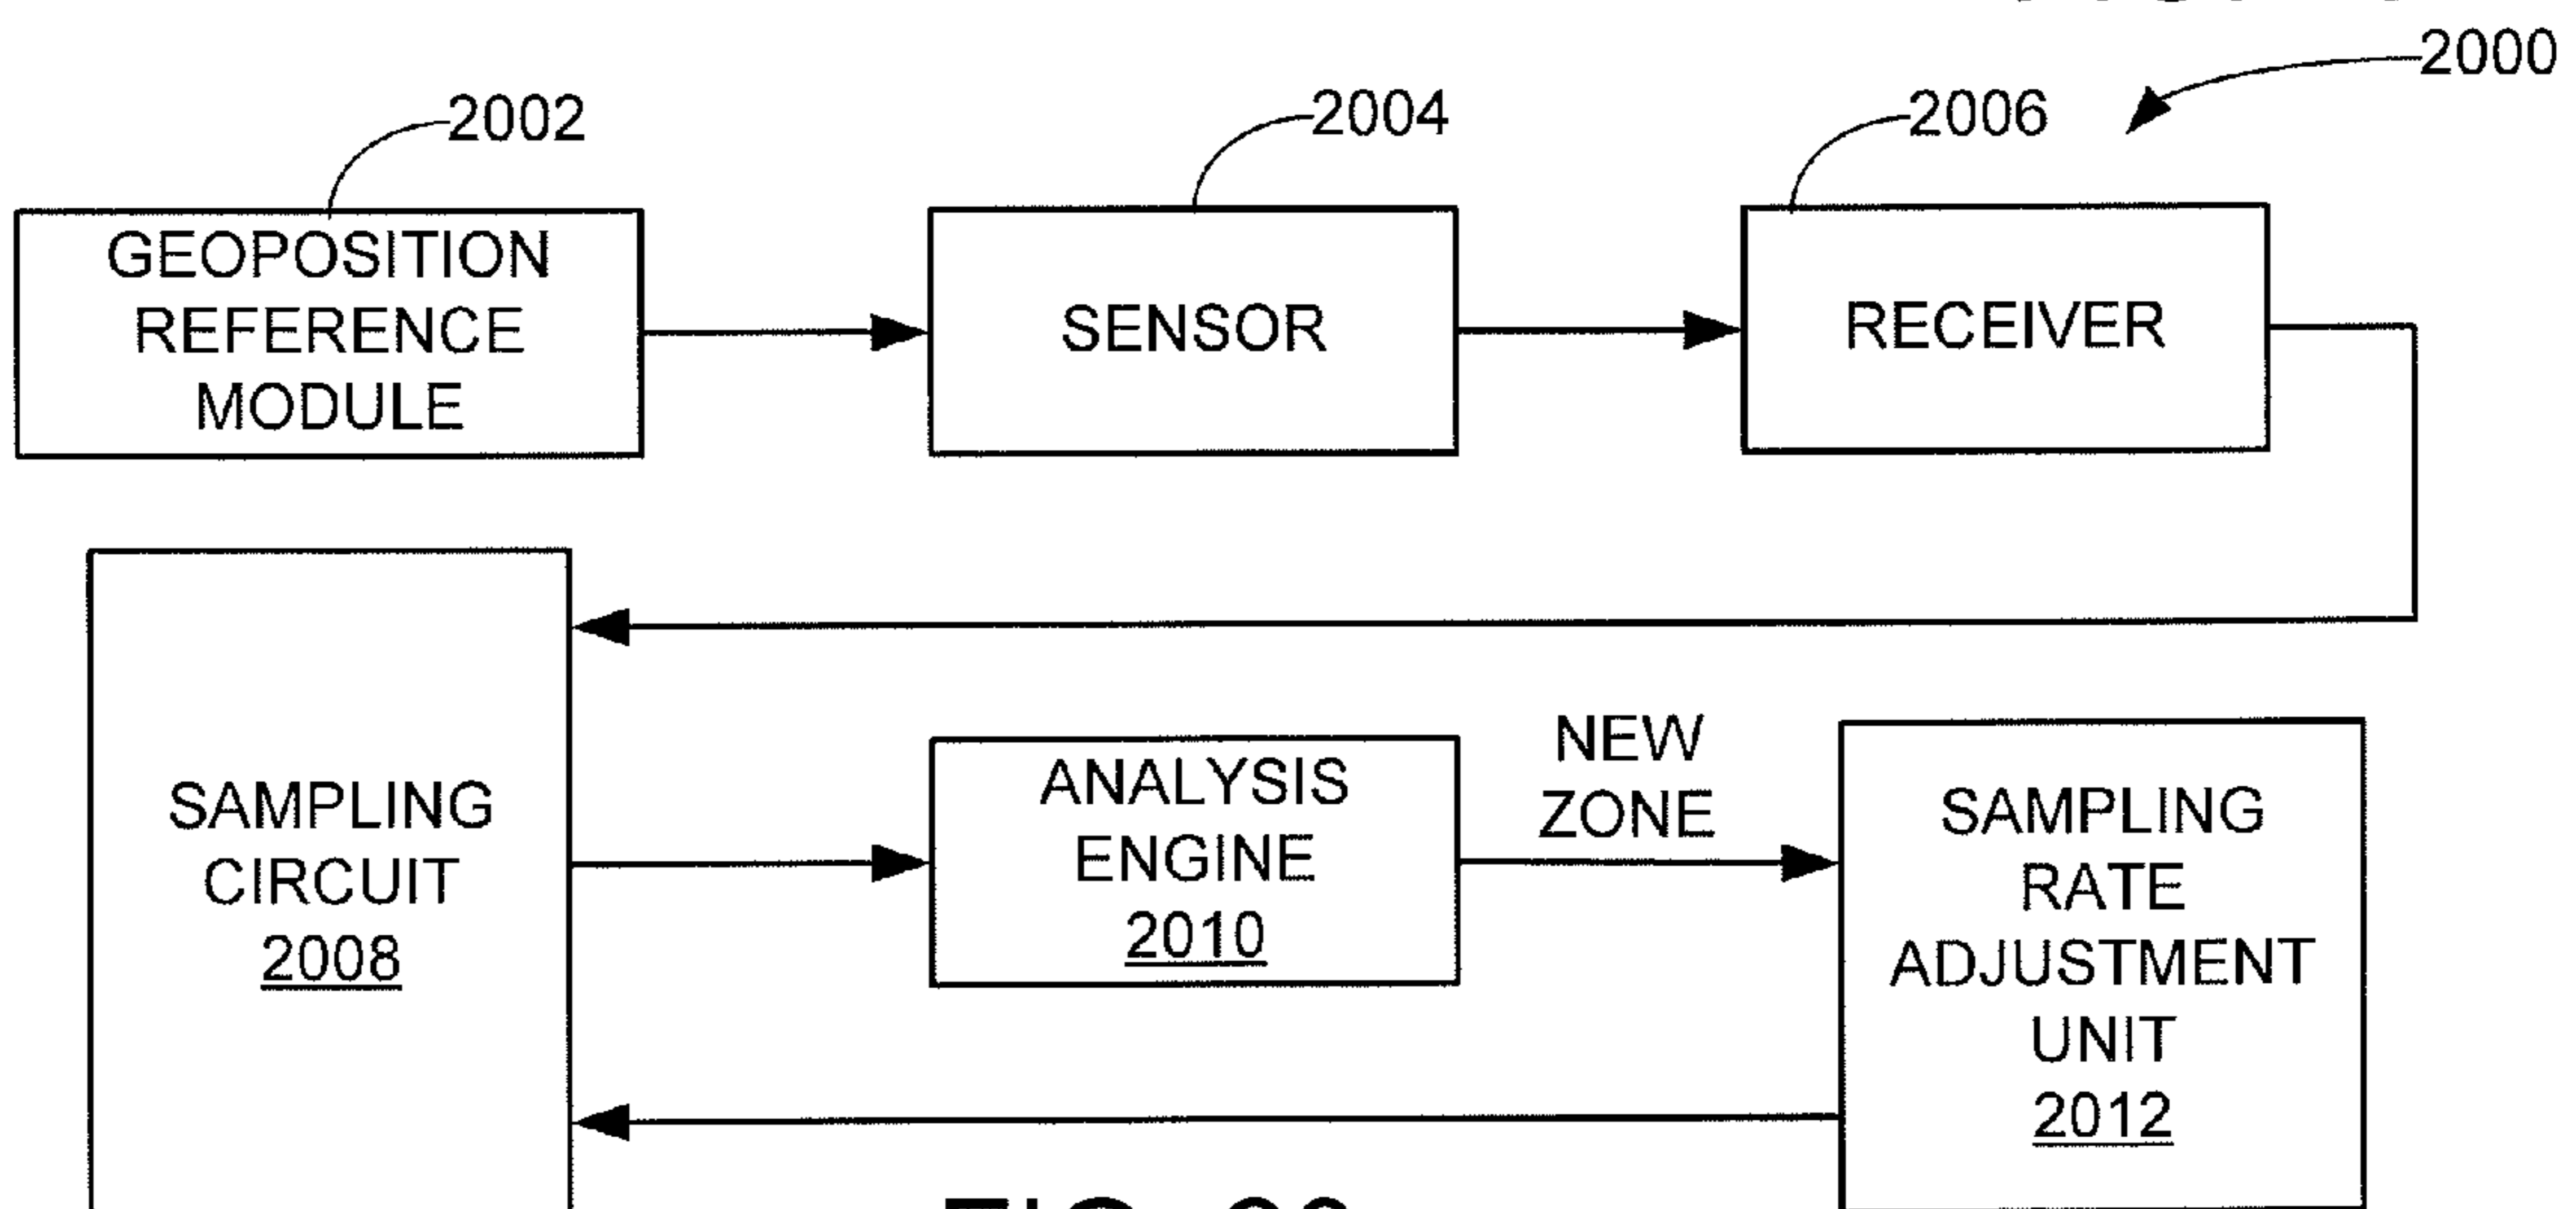 2000
2002
2004
2006
GEOPOSITION
REFERENCE
MODULE
SENSOR
RECEIVER
SAMPLING
CIRCUIT
2008
ANALYSIS
ENGINE
2010
NEW
ZONE
SAMPLING
RATE
ADJUSTMENT
UNIT
2012